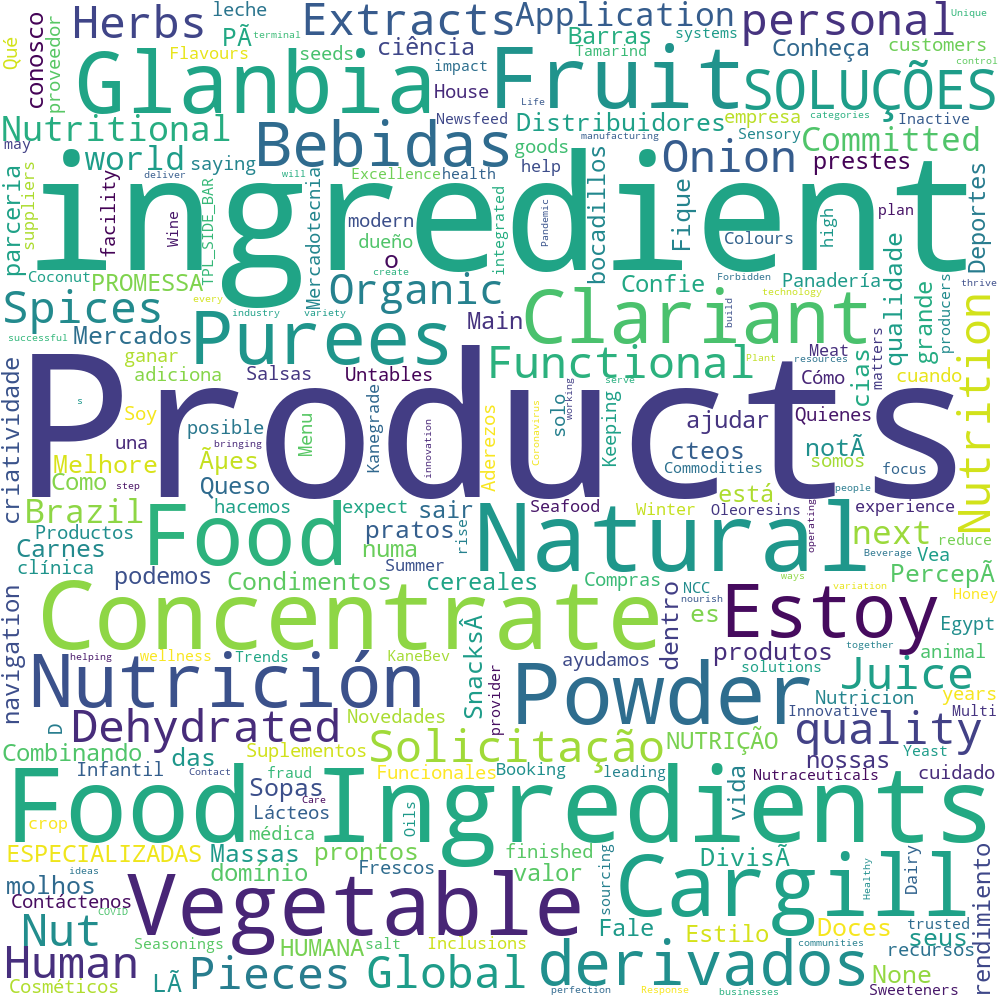 Qué
conosco
proveedor
Herbs
PÃ
leche
terminal
Flavours
seeds
Extracts
ciência
impact
Application
Barras
Tamarind
systems
personal
Conheça
customers
Unique
control
Glanbia
House
Newsfeed
Life
Fruit
SOLUÇÕES
categories
Inactive
Nutritional
Bebidas
Distribuidores
empresa
Sensory
manufacturing
Committed
may
parceria
suppliers
world
deliver
saying
will
Excellence
health
goods
help
Onion
prestes
facility
Wine
TPL_SIDE_BAR
Mercadotecnia
ingredient
modern
dueño
o
create
integrated
Pandemic
bocadillos
Fique
Colours
high
plan
qualidade
Deportes
Coconut
PROMESSA
Organic
Confie
Forbidden
Panadería
technology
grande
producers
thrive
Spices
every
industry
variety
successful
Mercados
Purees
Main
Clariant
build
Nutrition
criatividade
ganar
adiciona
Salsas
Untables
Functional
Plant
resources
Meat
Cómo
cias
matters
cuando
Products
s
Soy
una
posible
bringing
Menu
Kanegrade
innovation
Aderezos
Coronavirus
solo
working
serve
Keeping
ajudar
Quienes
Melhore
Ãµes
cteos
Commodities
notÃ
somos
focus
Como
step
Queso
hacemos
expect
sair
Seafood
Winter
está
Oleoresins
people
experience
Brazil
Productos
Food
pratos
rise
Natural
operating
next
reduce
Carnes
numa
Summer
Beverage
Vea
clínica
podemos
Condimentos
cereales
Compras
ways
NCC
variation
PercepÃ
Honey
navigation
Concentrate
nourish
dentro
es
Estoy
Egypt
together
animal
helping
wellness
Trends
KaneBev
SnacksÂ
provider
ayudamos
produtos
solutions
Juice
Nutrición
Powder
Nutricion
years
D
Dehydrated
Novedades
Innovative
Multi
Combinando
das
Suplementos
Solicitação
NUTRIÇÃO
quality
nossas
Yeast
Infantil
Contact
fraud
Funcionales
Booking
leading
vida
Nutraceuticals
cuidado
Sopas
Care
Lácteos
Oils
Food
Ingredients
crop
médica
ESPECIALIZADAS
ideas
Massas
prontos
finished
sourcing
DivisÃ
Healthy
Dairy
rendimiento
molhos
domínio
Frescos
valor
Cargill
Contáctenos
COVID
Vegetable
Fale
Estilo
Doces
trusted
seus
Nut
Seasonings
HUMANA
salt
Inclusions
communities
recursos
Human
Cosméticos
LÃ
Pieces
Global
derivados
perfection
Response
businesses
None
Sweeteners